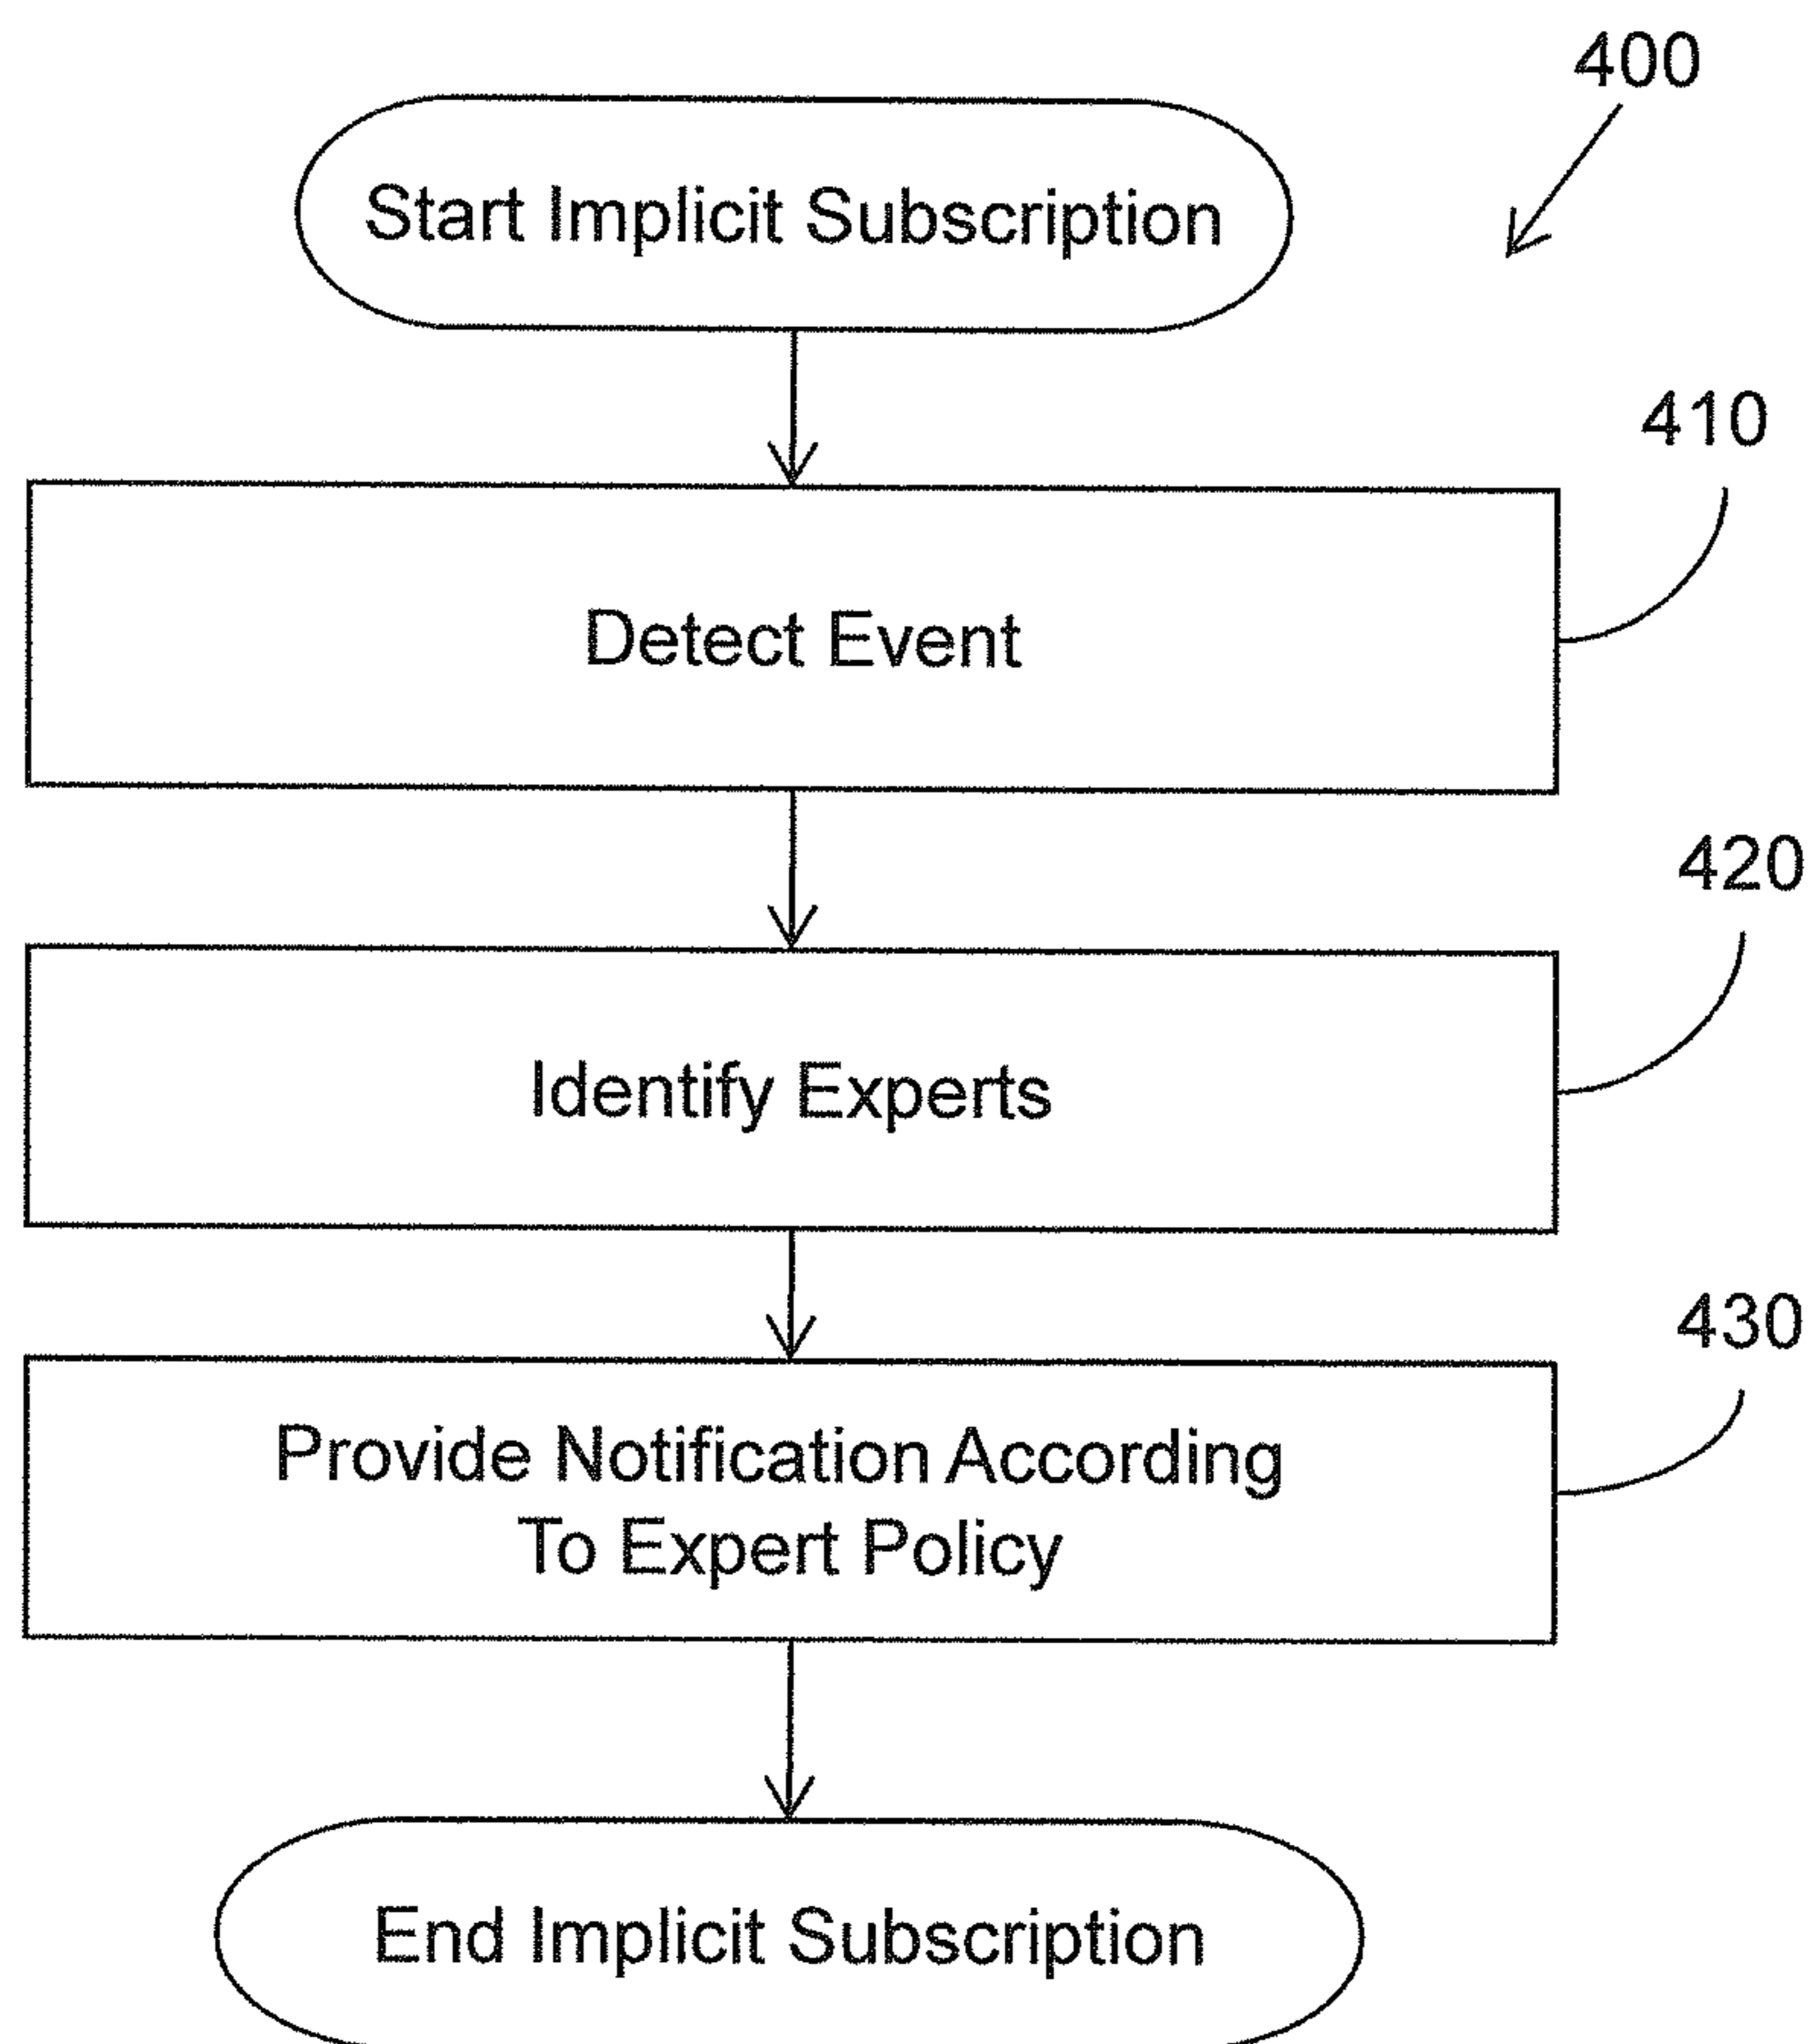 400
Start Implicit Subscription
410
Detect Event
420
Identify Experts
430
Provide Notification According
To Expert Policy
End Implicit Subscription